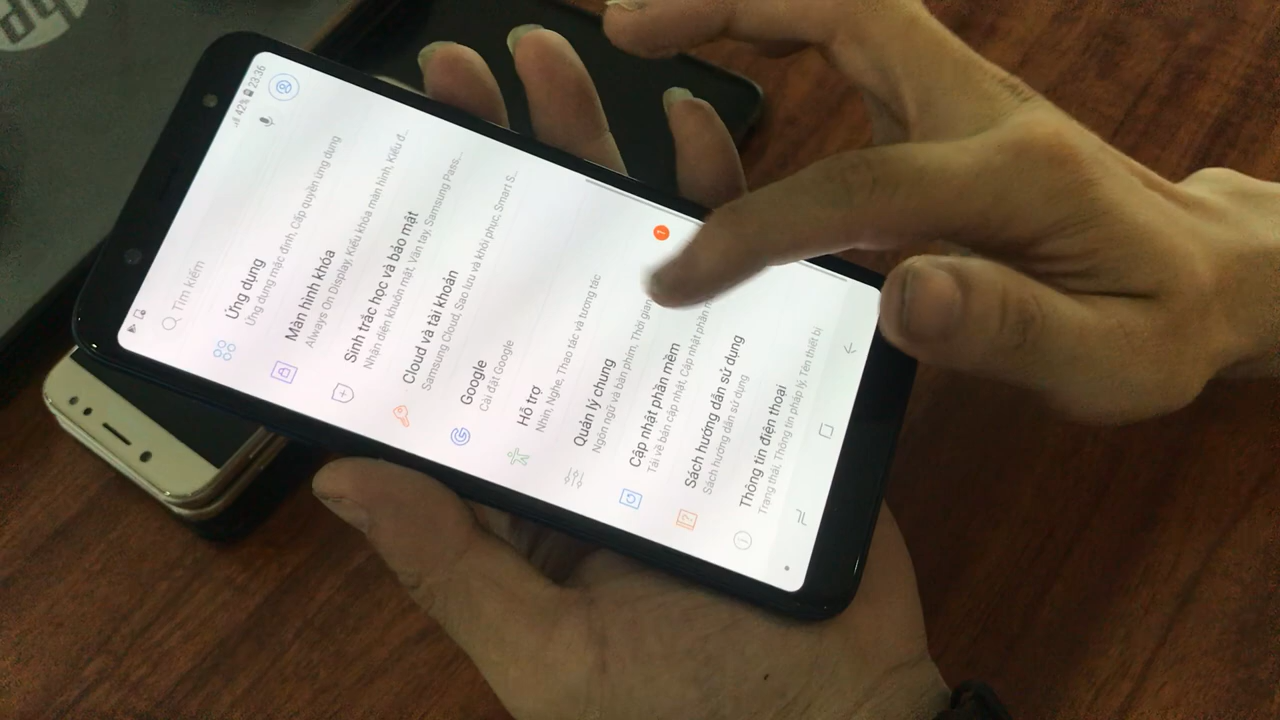 hp
42% 23:36
Tìm kiếm
Ứng dụng
Ứng dụng mặc định, Cấp quyền ứng dụng
Màn hình khóa
Always On Display, Kiểu khóa màn hình, Kiểu đ...
Sinh trắc học và bảo mật
Nhận diện khuôn mặt, Vân tay, Samsung Pass...
Cloud và tài khoản
Samsung Cloud, Sao lưu và khôi phục, Smart S...
Google
Cài đặt Google
Hỗ trợ
Nhìn, Nghe, Thao tác và tương tác
Quản lý chung
Ngôn ngữ và bàn phím, Thời gian
Cập nhật phần mềm
1
Tải về bản cập nhật, Cập nhật phần
Sách hướng dẫn sử dụng
Sách hướng dẫn sử dụng
Thông tin điện thoại
Trạng thái, Thông tin pháp lý, Tên thiết bị